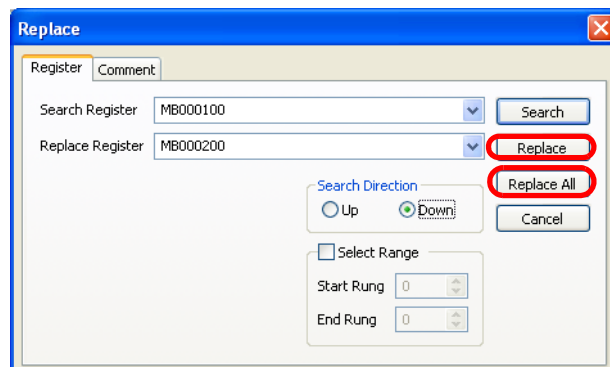 Replace
Register Comment
Search Register MB000100 Search
Replace Register MB000200 Replace
Search Direction Replace All
Up Down Cancel
Select Range
Start Rung 0
End Rung 0